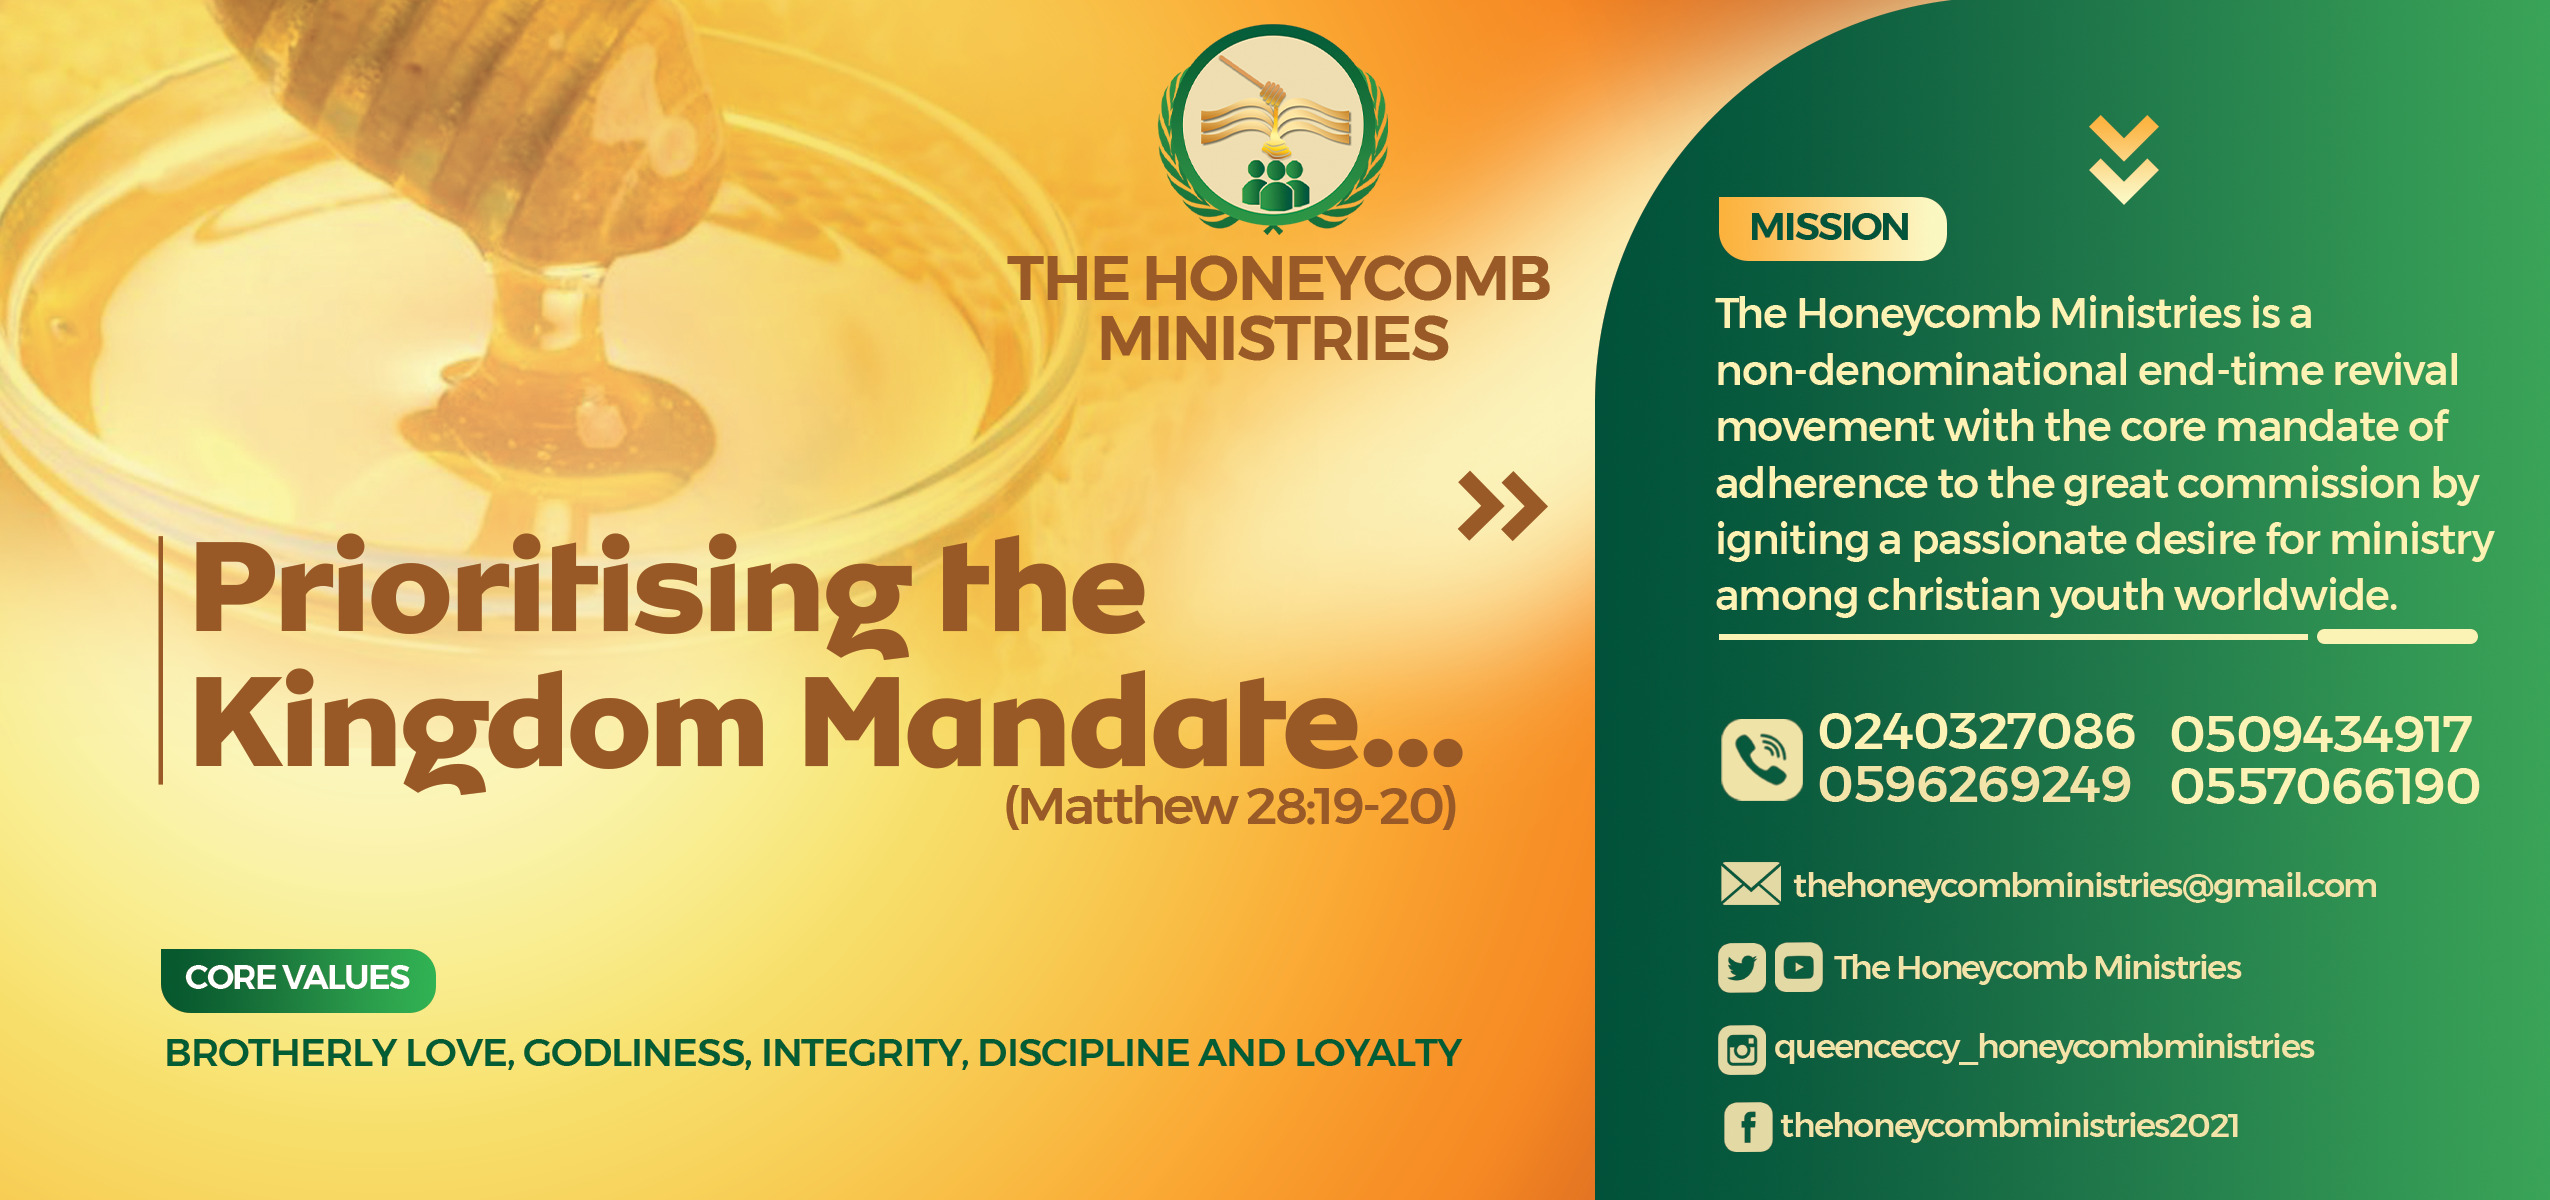 THE HONEYCOMB
MINISTRIES
Prioritising the
Kingdom Mandate...
(Matthew 28:19-20)
CORE VALUES
BROTHERLY LOVE, GODLINESS, INTEGRITY, DISCIPLINE AND LOYALTY
MISSION
The Honeycomb Ministries is a
non-denominational end-time revival
movement with the core mandate of
adherence to the great commission by
igniting a passionate desire for ministry
among christian youth worldwide.
0240327086 0509434917
0596269249 0557066190
thehoneycombministries@gmail.com
The Honeycomb Ministries
queenceccy_honeycombministries
thehoneycombministries2021